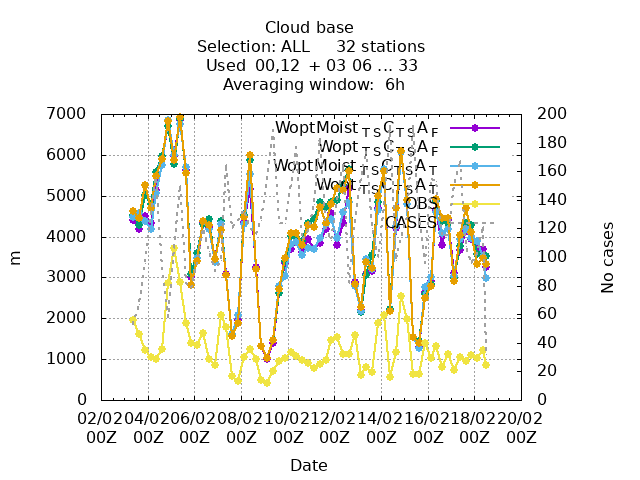 Cloud base
Selection: ALL 32 stations
Used 00,12 + 03 06 ... 33
Averaging window: 6h
7000 200
6000 180
5000 160
4000 140
3000 120
2000 100
1000 80
0 60
40
20
0
m
No cases
WoptMoist TS C TS A F
Wopt TS C TS A F
WoptMoist TS C TS A T
Wopt TS C TS A T
OBS
CASES
02/02 04/02 06/02 08/02 10/02 12/02 14/02 16/02 18/02 20/02
00Z 00Z 00Z 00Z 00Z 00Z 00Z 00Z 00Z 00Z
Date